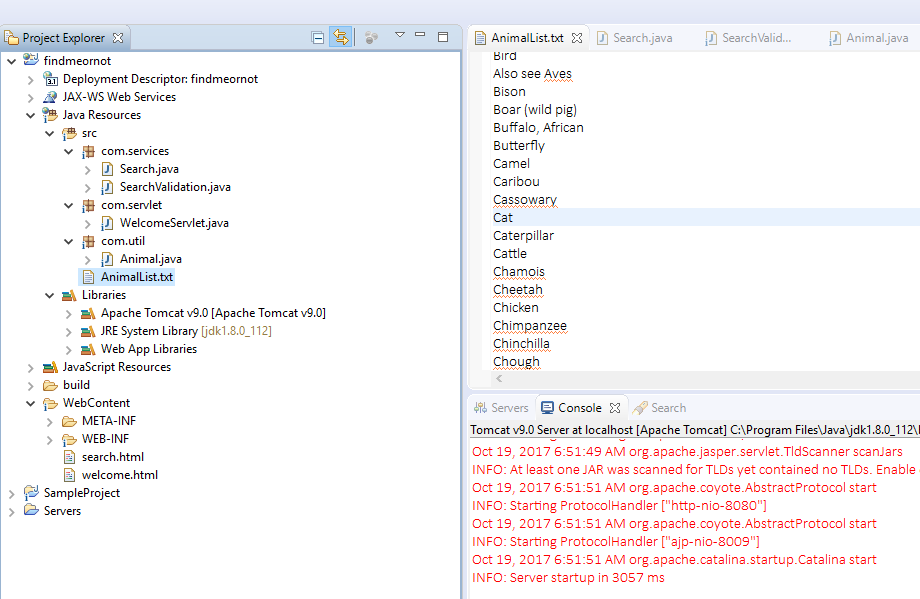 Project Explorer
findmeornot
Deployment Descriptor: findmeornot
JAX-WS Web Services
Java Resources
src
com.services
Search.java
SearchValidation.java
com.servlet
WelcomeServlet.java
com.util
Animal.java
AnimalList.txt
Libraries
Apache Tomcat v9.0 [Apache Tomcat v9.0]
JRE System Library [jdk1.8.0_112]
Web App Libraries
JavaScript Resources
build
WebContent
META-INF
WEB-INF
search.html
welcome.html
SampleProject
Servers
AnimalList.txt Search.java SearchValid... Animal.java
Bird
Also see Aves
Bison
Boar (wild pig)
Buffalo, African
Butterfly
Camel
Caribou
Cassowary
Cat
Caterpillar
Cattle
Chamois
Cheetah
Chicken
Chimpanzee
Chinchilla
Chough
Servers Console Search
Tomcat v9.0 Server at localhost [Apache Tomcat] C:\Program Files\Java\jdk1.8.0_112\
Oct 19, 2017 6:51:49 AM org.apache.jasper.servlet.TldScanner scanJars
INFO: At least one JAR was scanned for TLDs yet contained no TLDs. Enable
Oct 19, 2017 6:51:51 AM org.apache.coyote.AbstractProtocol start
INFO: Starting ProtocolHandler ["http-nio-8080"]
Oct 19, 2017 6:51:51 AM org.apache.coyote.AbstractProtocol start
INFO: Starting ProtocolHandler ["ajp-nio-8009"]
Oct 19, 2017 6:51:51 AM org.apache.catalina.startup.Catalina start
INFO: Server startup in 3057 ms